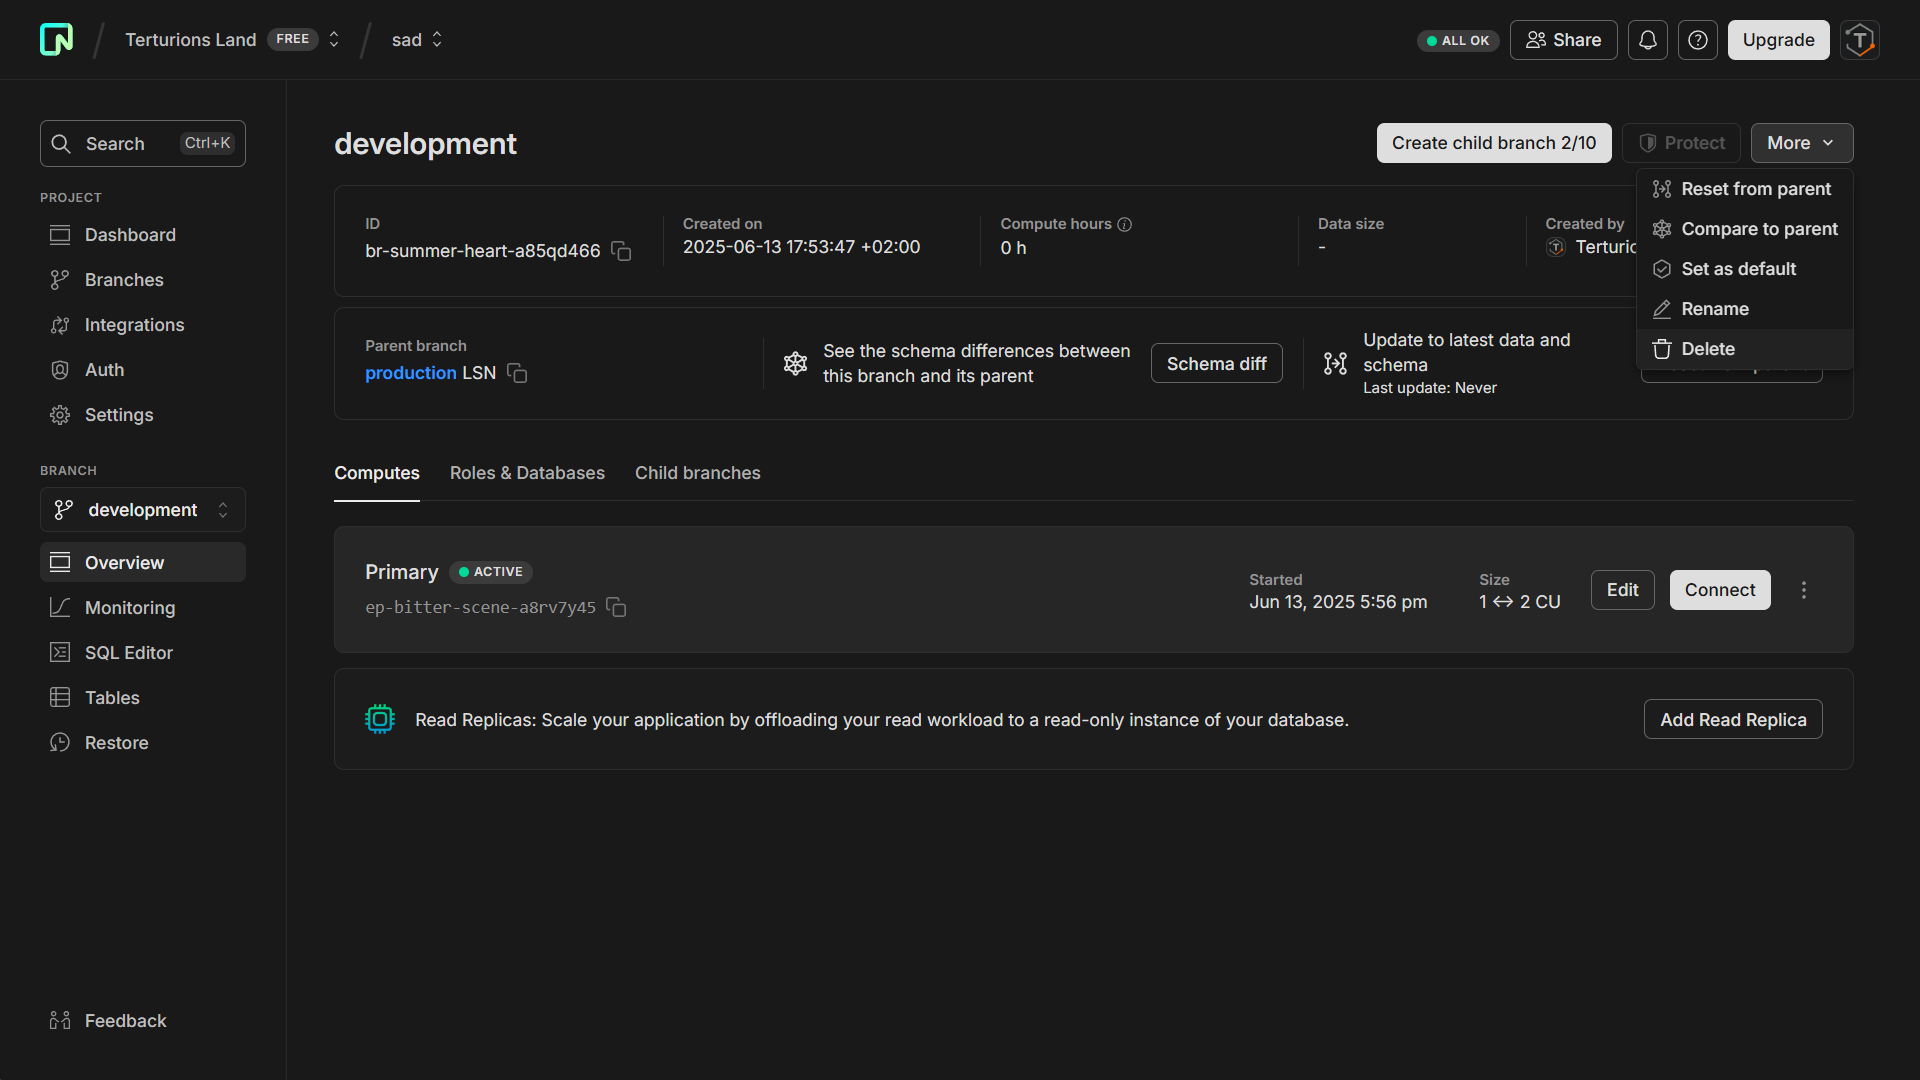 Terturions Land FREE
sad
ALL OK
Share
Upgrade
Search Ctrl+K
PROJECT
Dashboard
Branches
Integrations
Auth
Settings
BRANCH
development
Overview
Monitoring
SQL Editor
Tables
Restore
Feedback
development
Create child branch 2/10
Protect
More
Reset from parent
Compare to parent
Set as default
Rename
Delete
ID
br-summer-heart-a85qd466
Created on
2025-06-13 17:53:47 +02:00
Compute hours
0 h
Data size
-
Created by
Parent branch
production LSN
See the schema differences between
this branch and its parent
Schema diff
Update to latest data and
schema
Last update: Never
Computes
Roles & Databases
Child branches
Primary ACTIVE
ep-bitter-scene-a8rv7y45
Started
Jun 13, 2025 5:56 pm
Size
1 ↔ 2 CU
Edit
Connect
Read Replicas: Scale your application by offloading your read workload to a read-only instance of your database.
Add Read Replica